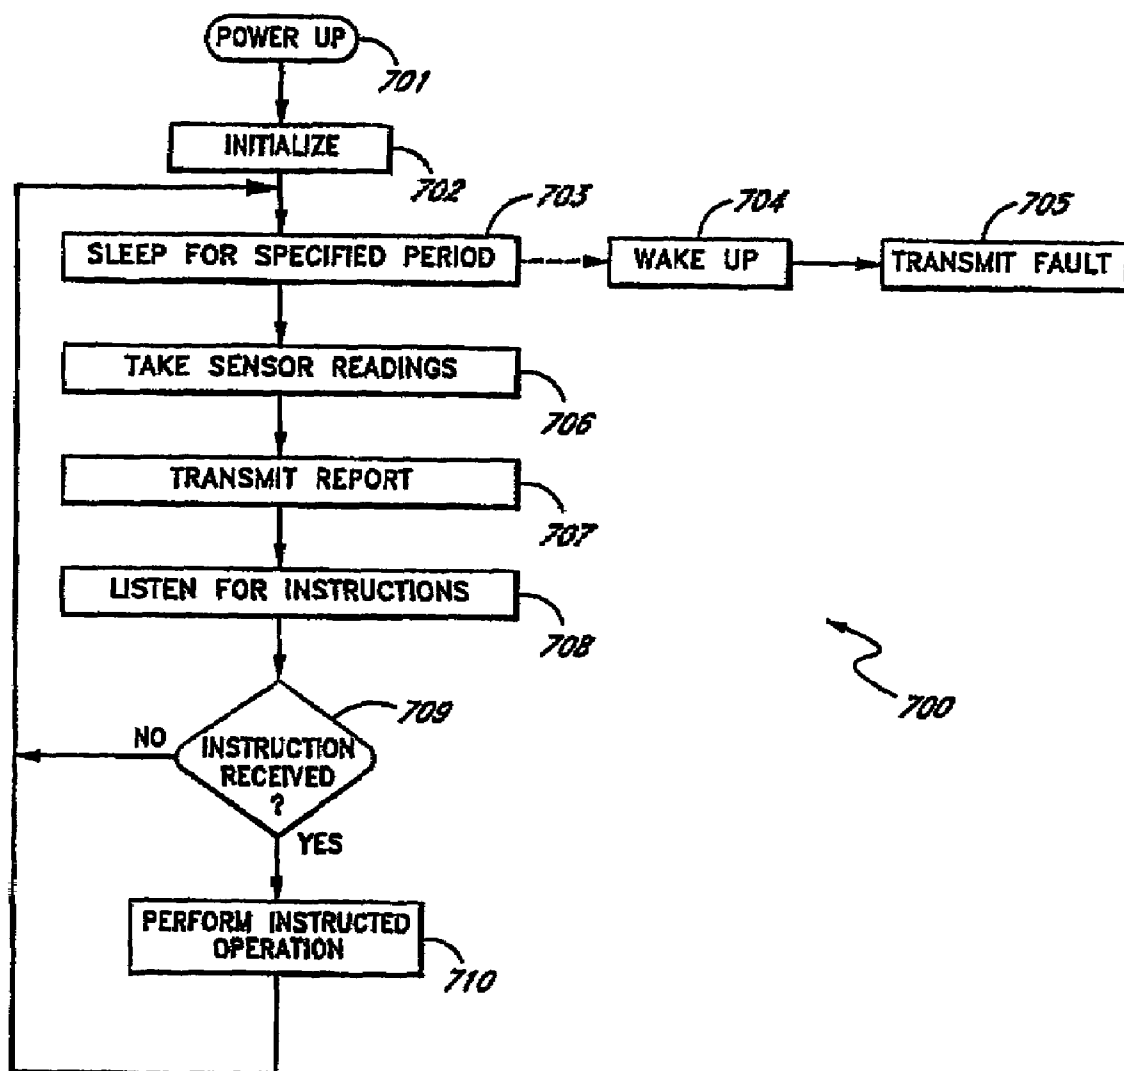 POWER UP
701
INITIALIZE
702
703
704
705
SLEEP FOR SPECIFIED PERIOD
WAKE UP
TRANSMIT FAULT
TAKE SENSOR READINGS
706
TRANSMIT REPORT
707
LISTEN FOR INSTRUCTIONS
708
709
700
NO
INSTRUCTION
RECEIVED
?
YES
PERFORM INSTRUCTED
OPERATION
710